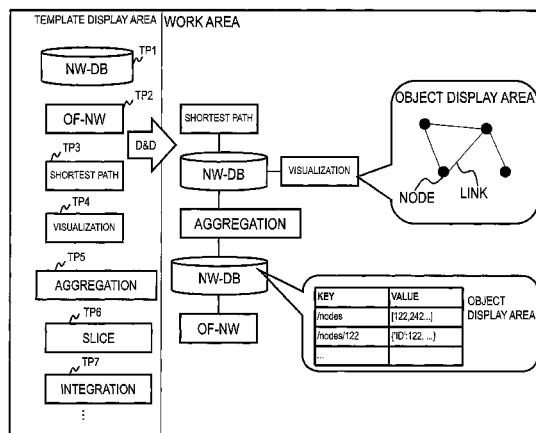 TEMPLATE DISPLAY AREA
TP1
NW-DB
TP2
OF-NW
TP3
SHORTEST PATH
TP4
VISUALIZATION
TP5
AGGREGATION
TP6
SLICE
TP7
INTEGRATION
⋮
D&D
WORK AREA
SHORTEST PATH
NW-DB
VISUALIZATION
AGGREGATION
NW-DB
OF-NW
OBJECT DISPLAY AREA
NODE
LINK
KEY VALUE
/nodes [122,242...]
/nodes/122 {'ID':122, ...}
...
OBJECT
DISPLAY AREA